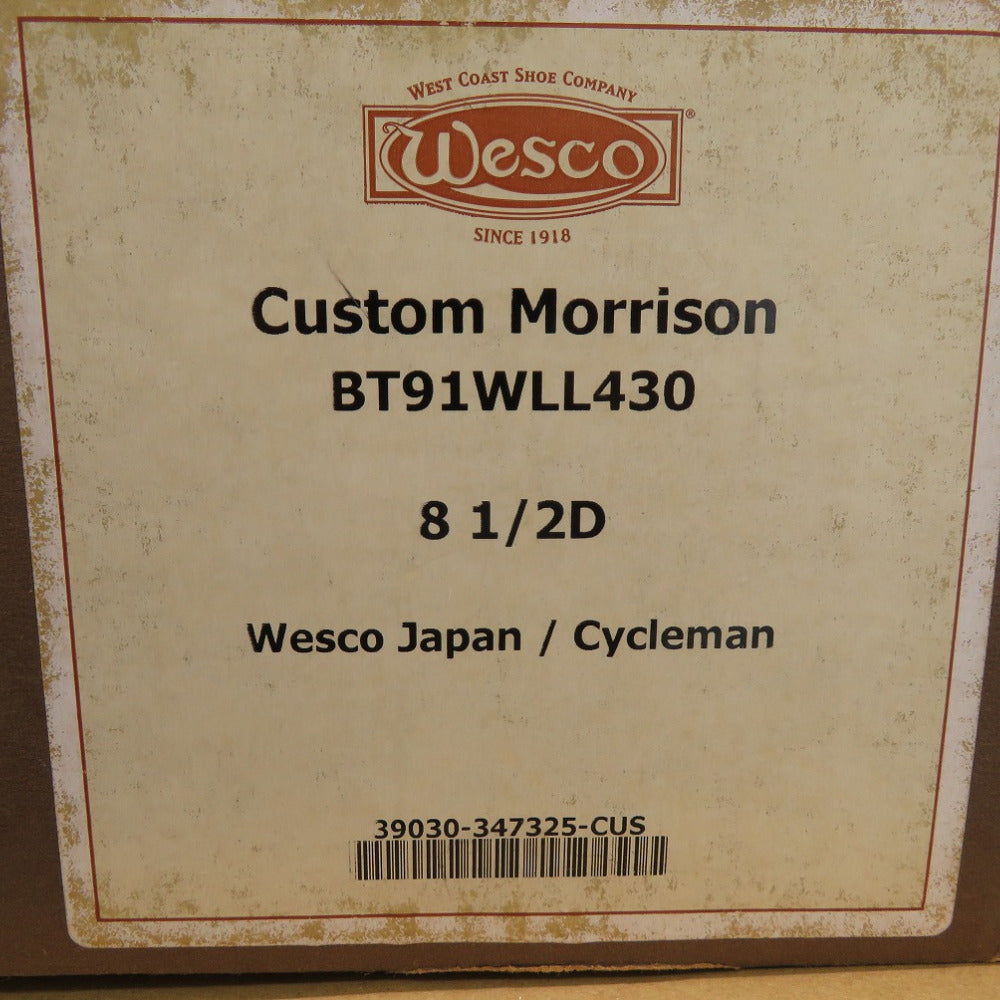 WEST COAST SHOE COMPANY
Wesco®
SINCE 1918
Custom Morrison
BT91WLL430
8 1/2D
Wesco Japan / Cycleman
39030-347325-CUS